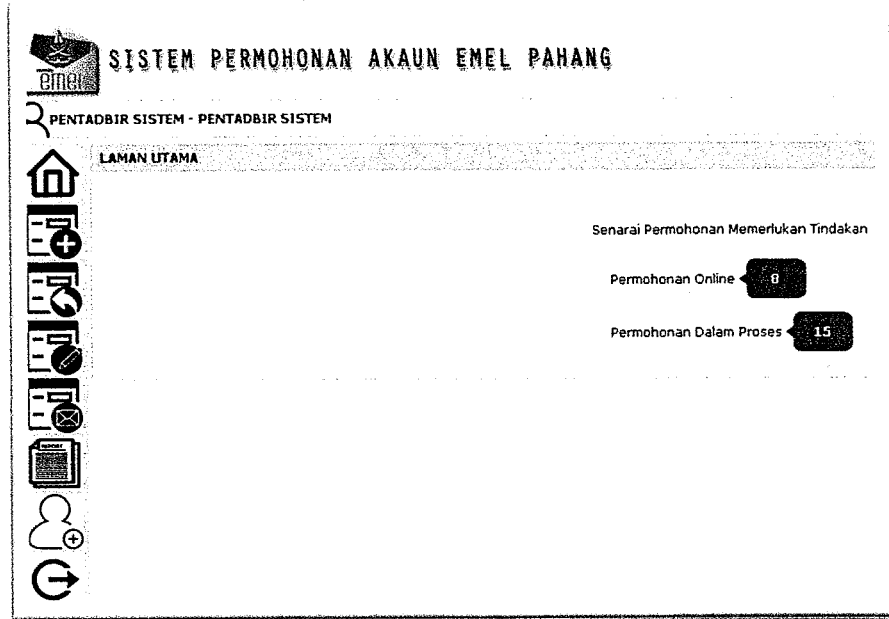 emel
SISTEM PERMOHONAN AKAUN EMEL PAHANG
PENTADBIR SISTEM - PENTADBIR SISTEM
LAMAN UTAMA
Senarai Permohonan Memerlukan Tindakan
Permohonan Online 8
Permohonan Dalam Proses 15
REPORT